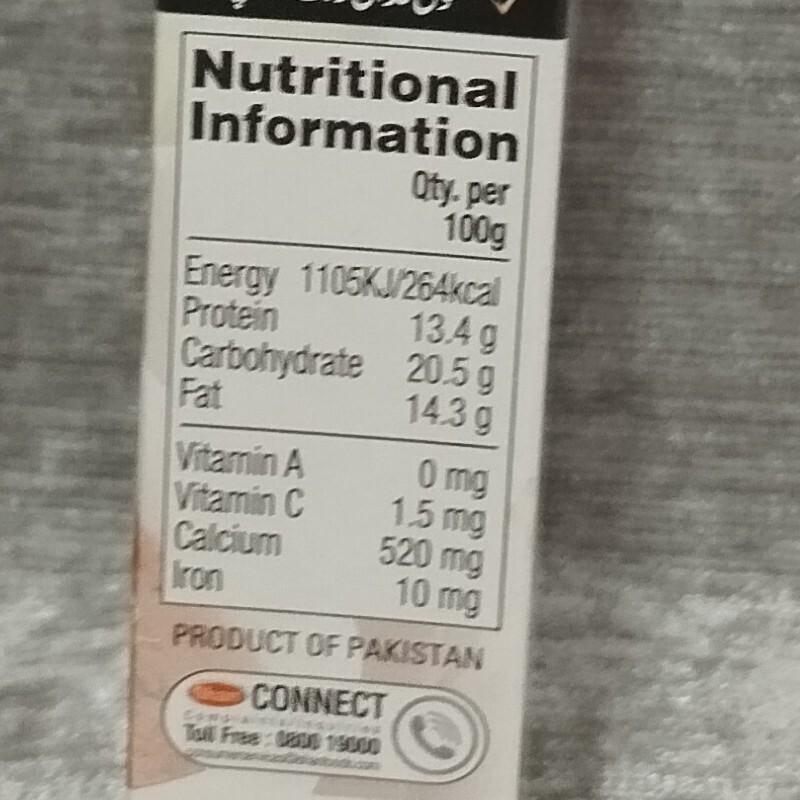 Nutritional
Information
Qty. per
100g
Energy 1105KJ/264kcal
Protein 13.4 g
Carbohydrate 20.5 g
Fat 14.3 g
Vitamin A 0 mg
Vitamin C 1.5 mg
Calcium 520 mg
Iron 10 mg
PRODUCT OF PAKISTAN
CONNECT
Toll Free : 0800 19000